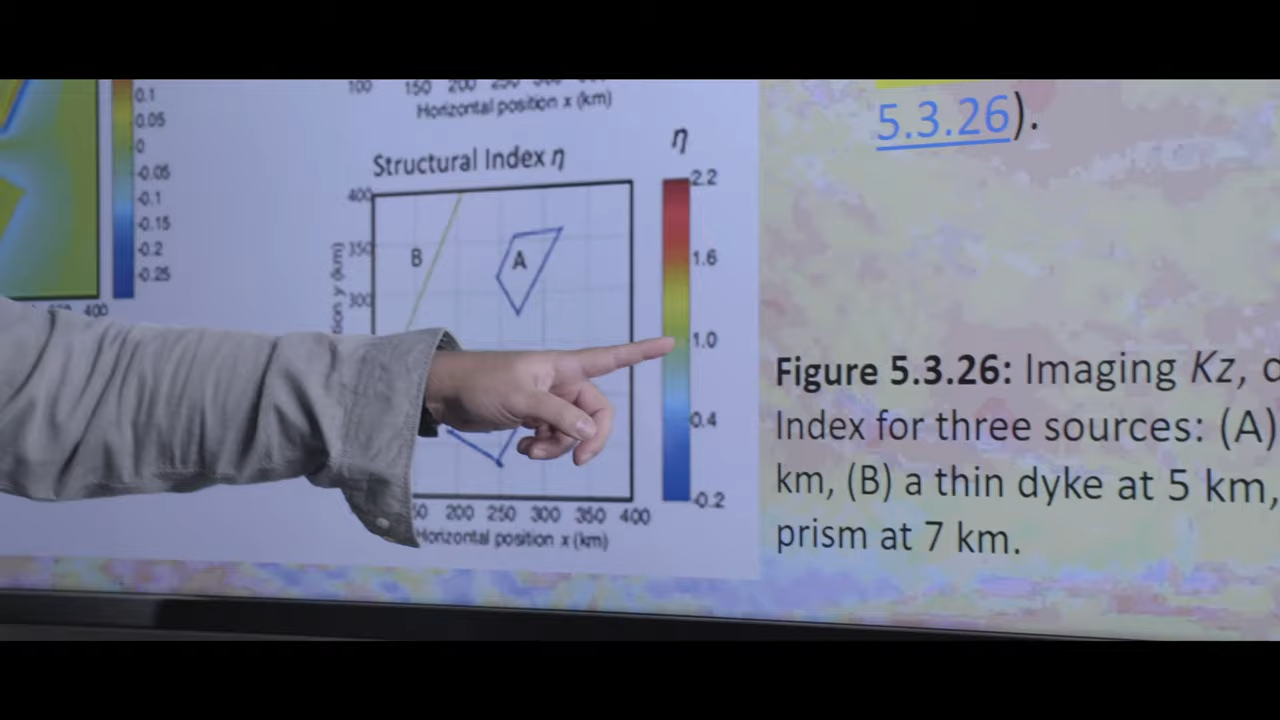 0.1
0.05
0
-0.05
-0.1
-0.15
-0.2
-0.25
400
100 150 200 250
Horizontal position x (km)
Structural Index η
400
350
300
B
A
200 250 300 350 400
Horizontal position x (km)
η
2.2
1.6
1.0
0.4
-0.2
5.3.26).
Figure 5.3.26: Imaging Kz,
Index for three sources: (A)
km, (B) a thin dyke at 5 km,
prism at 7 km.